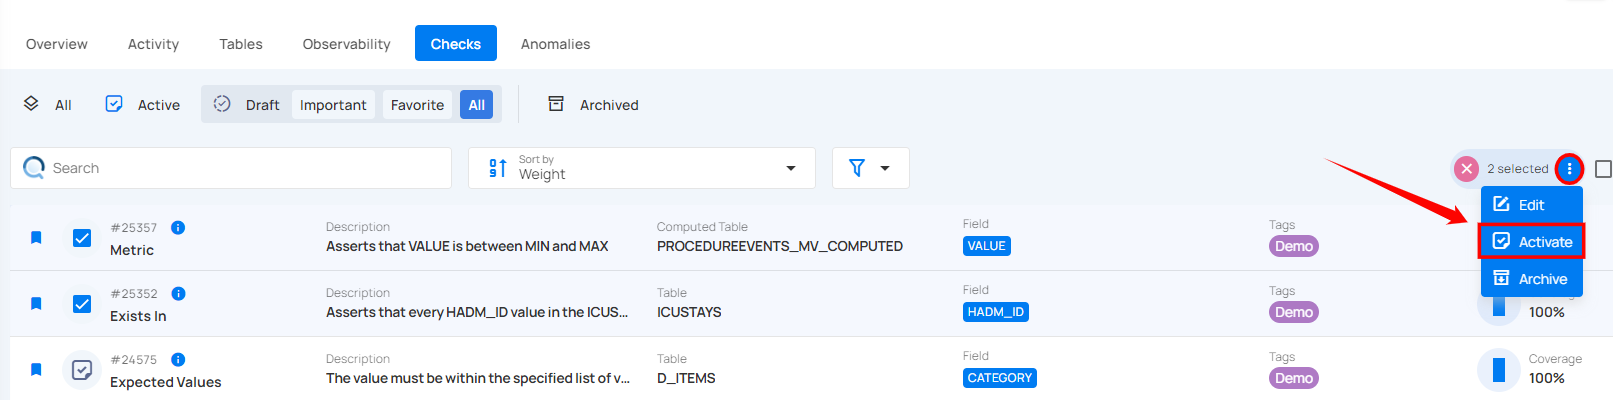 Overview Activity Tables Observability Checks Anomalies
All Active Draft Important Favorite All Archived
Search
Sort by
Weight
2 selected
Edit
Activate
Archive
#25357
Metric
Description
Asserts that VALUE is between MIN and MAX
Computed Table
PROCEDUREEVENTS_MV_COMPUTED
Field
VALUE
Tags
Demo
#25352
Exists In
Description
Asserts that every HADM_ID value in the ICUS...
Table
ICUSTAYS
Field
HADM_ID
Tags
Demo
100%
#24575
Expected Values
Description
The value must be within the specified list of v...
Table
D_ITEMS
Field
CATEGORY
Tags
Demo
Coverage
100%